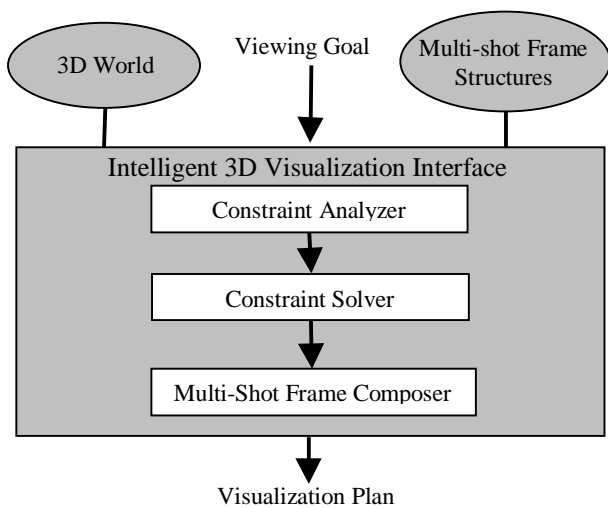 Viewing Goal
3D World
Multi-shot Frame
Structures
Intelligent 3D Visualization Interface
Constraint Analyzer
Constraint Solver
Multi-Shot Frame Composer
Visualization Plan